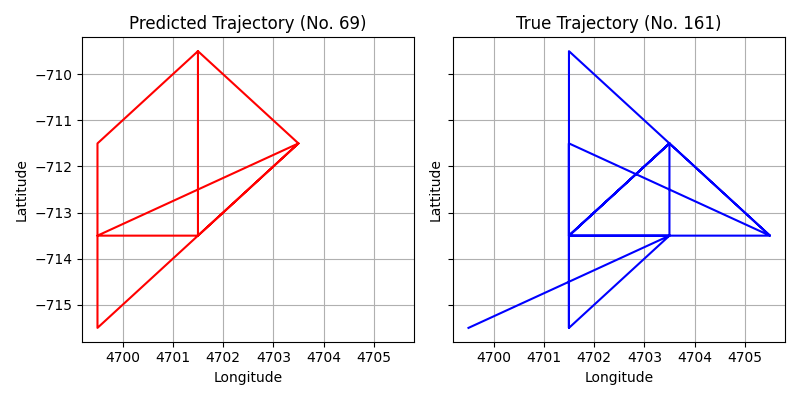 Predicted Trajectory (No. 69)
True Trajectory (No. 161)
Lattitude
−710
−711
−712
−713
−714
−715
4700 4701 4702 4703 4704 4705
Longitude
Lattitude
4700 4701 4702 4703 4704 4705
Longitude